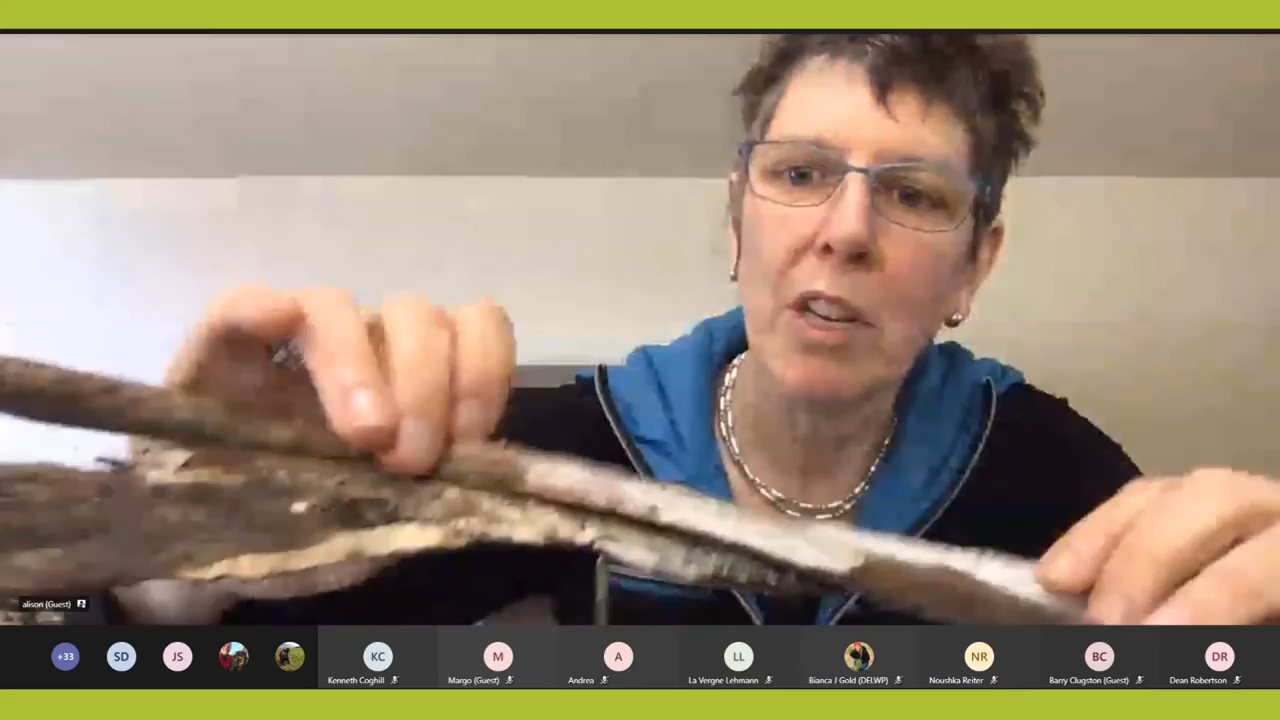 alison (Guest)
+33
SD
JS
KC
M
A
LL
NR
BC
DR
Kenneth Coghill
Margo (Guest)
Andrea
La Vergne Lehmann
Bianca J Gold (DELWP)
Noushka Reiter
Barry Clugston (Guest)
Dean Robertson